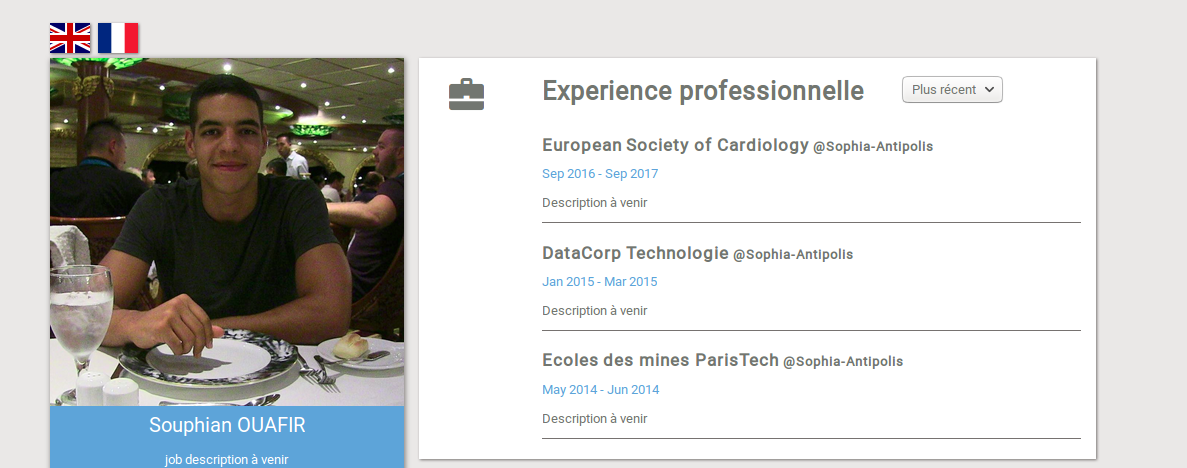 Souphian OUAFIR
job description à venir
Experience professionnelle
Plus récent
European Society of Cardiology @Sophia-Antipolis
Sep 2016 - Sep 2017
Description à venir
DataCorp Technologie @Sophia-Antipolis
Jan 2015 - Mar 2015
Description à venir
Ecoles des mines ParisTech @Sophia-Antipolis
May 2014 - Jun 2014
Description à venir